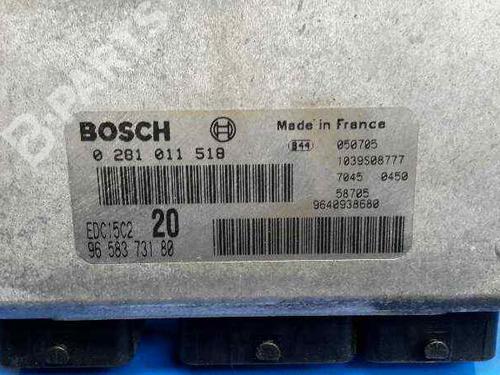 B-PARTS
BOSCH
Made in France
0 281 011 518
B44
050705
1039S08777
7045 0450
58705
9640938680
EDC15C2 20
96 583 731 80